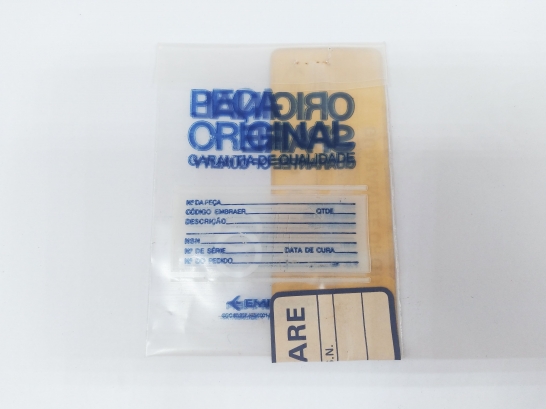 PEÇA
ORIGINAL
GARANTIA DE QUALIDADE
Nº DA PEÇA
CÓDIGO EMBRAER QTDE
DESCRIÇÃO
NSN
Nº DE SÉRIE DATA DE CURA
Nº DO PEDIDO
ARE
S.N.